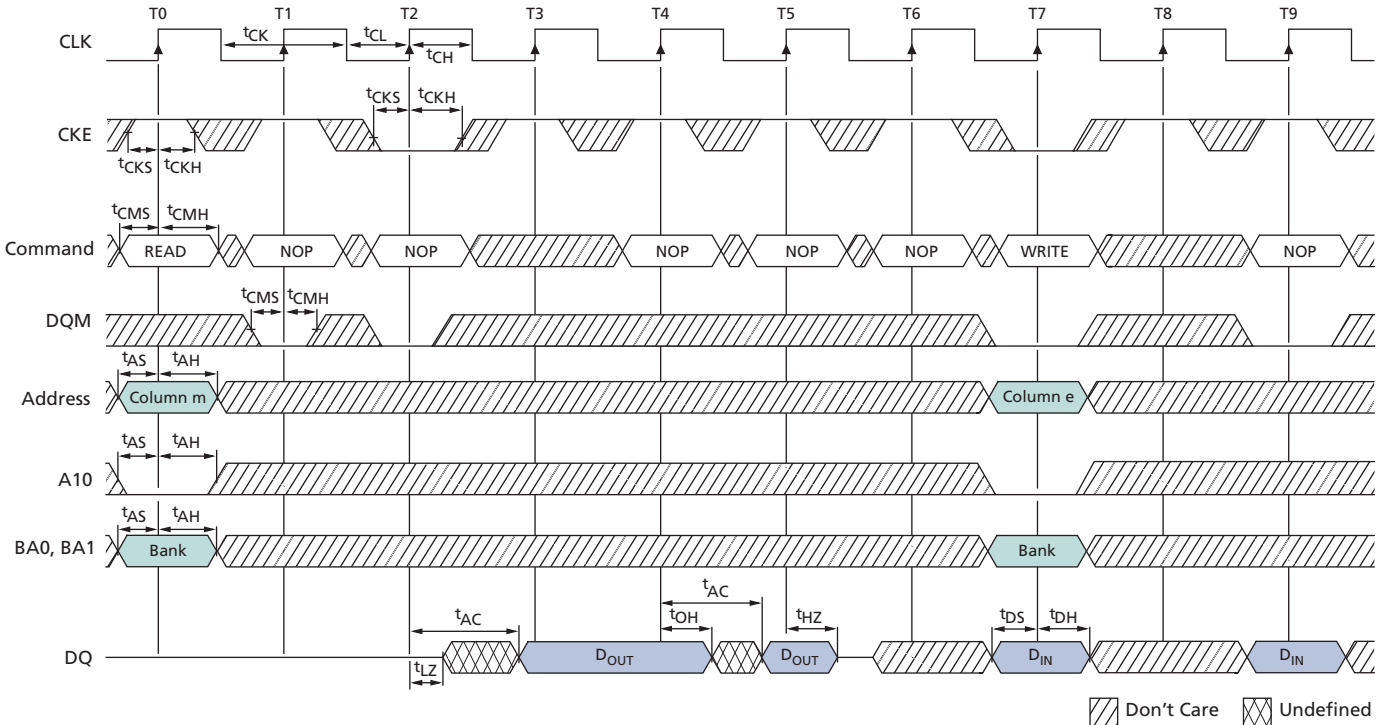 T0 T1 T2 T3 T4 T5 T6 T7 T8 T9
CLK
tCK tCL
tCH
tCKS tCKH
CKE
tCKS tCKH
tCMS tCMH
Command READ NOP NOP NOP NOP NOP WRITE NOP
tCMS tCMH
DQM
tAS tAH
Address Column m Column e
tAS tAH
A10
tAS tAH
BA0, BA1 Bank Bank
tAC tAC
tOH tHZ tDS tDH
DQ DOUT DOUT DIN DIN
tLZ
Don't Care Undefined